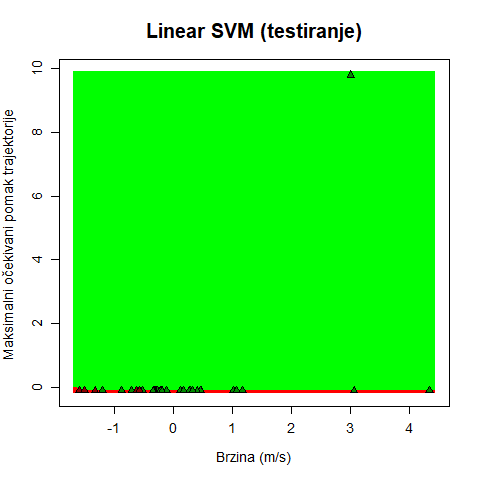 Linear SVM (testiranje)
Maksimalni očekivani pomak trajektorije
10
8
6
4
2
0
-1 0 1 2 3 4
Brzina (m/s)